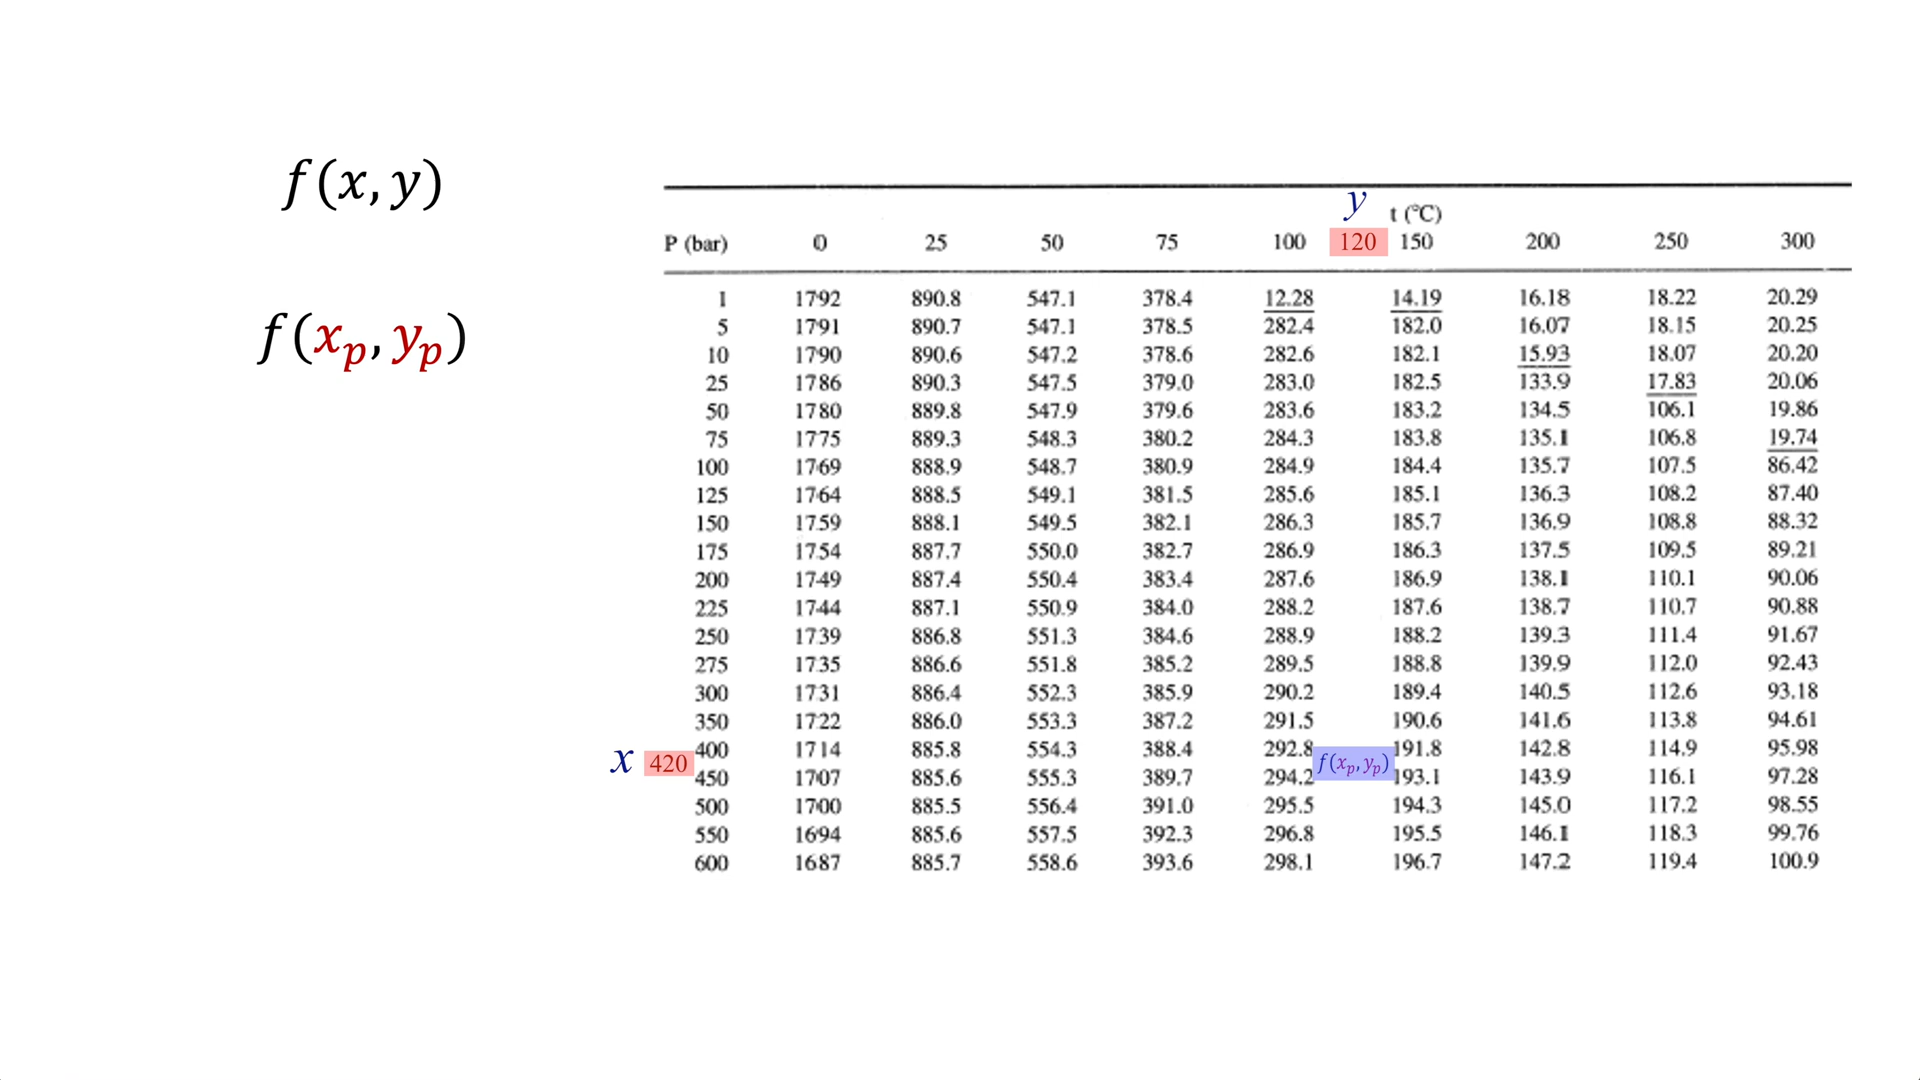 f(x, y)
f(xₚ, yₚ)
y t (°C)
P (bar) 0 25 50 75 100 120 150 200 250 300
1 1792 890.8 547.1 378.4 12.28 14.19 16.18 18.22 20.29
5 1791 890.7 547.1 378.5 282.4 182.0 16.07 18.15 20.25
10 1790 890.6 547.2 378.6 282.6 182.1 15.93 18.07 20.20
25 1786 890.3 547.5 379.0 283.0 182.5 133.9 17.83 20.06
50 1780 889.8 547.9 379.6 283.6 183.2 134.5 106.1 19.86
75 1775 889.3 548.3 380.2 284.3 183.8 135.1 106.8 19.74
100 1769 888.9 548.7 380.9 284.9 184.4 135.7 107.5 86.42
125 1764 888.5 549.1 381.5 285.6 185.1 136.3 108.2 87.40
150 1759 888.1 549.5 382.1 286.3 185.7 136.9 108.8 88.32
175 1754 887.7 550.0 382.7 286.9 186.3 137.5 109.5 89.21
200 1749 887.4 550.4 383.4 287.6 186.9 138.1 110.1 90.06
225 1744 887.1 550.9 384.0 288.2 187.6 138.7 110.7 90.88
250 1739 886.8 551.3 384.6 288.9 188.2 139.3 111.4 91.67
275 1735 886.6 551.8 385.2 289.5 188.8 139.9 112.0 92.43
300 1731 886.4 552.3 385.9 290.2 189.4 140.5 112.6 93.18
350 1722 886.0 553.3 387.2 291.5 190.6 141.6 113.8 94.61
400 1714 885.8 554.3 388.4 292.8 191.8 142.8 114.9 95.98
x 420 f(xₚ, yₚ)
450 1707 885.6 555.3 389.7 294.2 193.1 143.9 116.1 97.28
500 1700 885.5 556.4 391.0 295.5 194.3 145.0 117.2 98.55
550 1694 885.6 557.5 392.3 296.8 195.5 146.1 118.3 99.76
600 1687 885.7 558.6 393.6 298.1 196.7 147.2 119.4 100.9